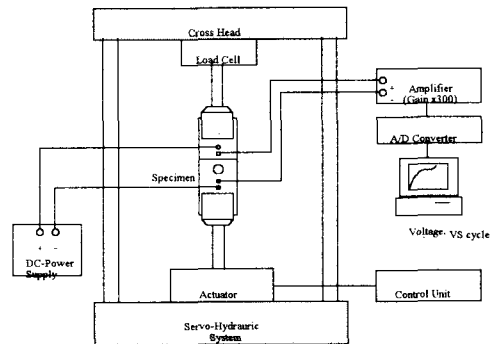 Cross Head
Load Cell
+
-
Amplifier
(Gain x300)
A/D Converter
Specimen
Voltage. VS cycle
+ -
DC-Power
Supply
Actuator
Control Unit
Servo-Hydrauric
System